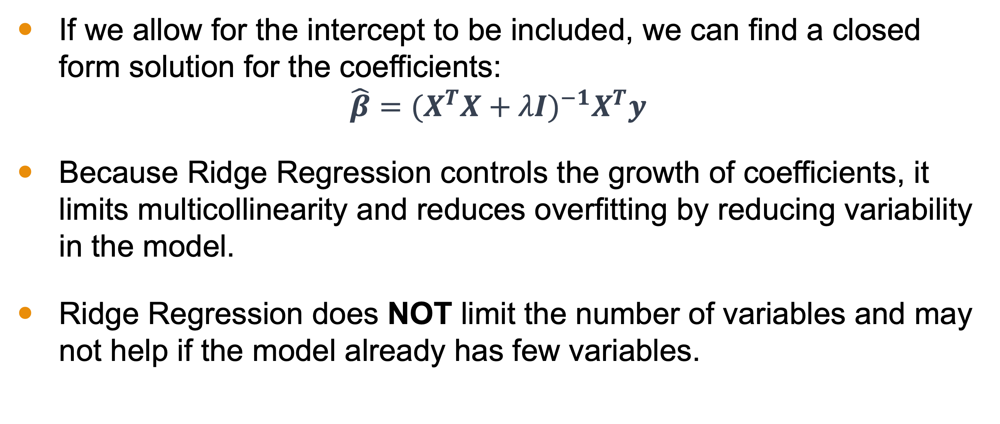 • If we allow for the intercept to be included, we can find a closed
form solution for the coefficients:
$\widehat{\boldsymbol{\beta}} = (\boldsymbol{X}^T\boldsymbol{X} + \lambda\boldsymbol{I})^{-1}\boldsymbol{X}^T\boldsymbol{y}$
• Because Ridge Regression controls the growth of coefficients, it
limits multicollinearity and reduces overfitting by reducing variability
in the model.
• Ridge Regression does NOT limit the number of variables and may
not help if the model already has few variables.